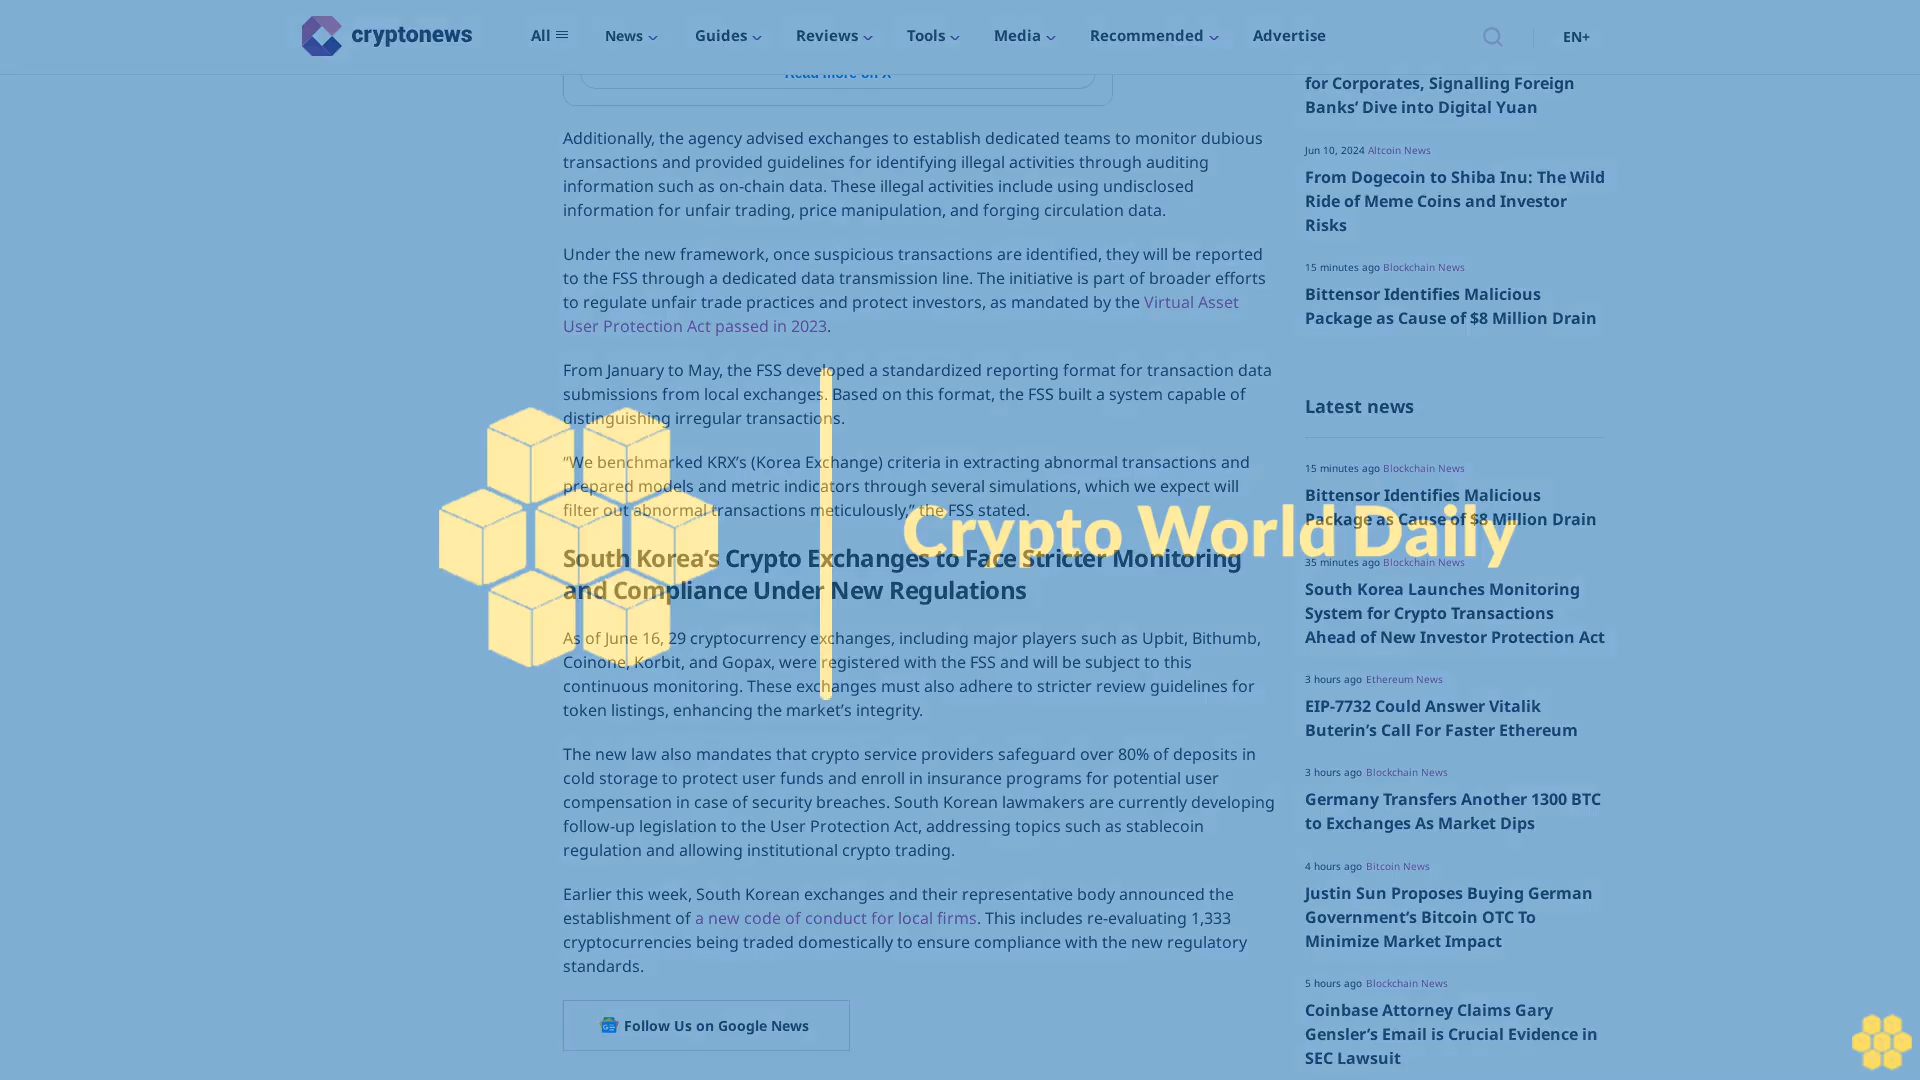 cryptonews
All
News
Guides
Reviews
Tools
Media
Recommended
Advertise
EN+
Read more on X
Additionally, the agency advised exchanges to establish dedicated teams to monitor dubious
transactions and provided guidelines for identifying illegal activities through auditing
information such as on-chain data. These illegal activities include using undisclosed
information for unfair trading, price manipulation, and forging circulation data.
Under the new framework, once suspicious transactions are identified, they will be reported
to the FSS through a dedicated data transmission line. The initiative is part of broader efforts
to regulate unfair trade practices and protect investors, as mandated by the Virtual Asset
User Protection Act passed in 2023.
From January to May, the FSS developed a standardized reporting format for transaction data
submissions from local exchanges. Based on this format, the FSS built a system capable of
distinguishing irregular transactions.
“We benchmarked KRX’s (Korea Exchange) criteria in extracting abnormal transactions and
prepared models and metric indicators through several simulations, which we expect will
filter out abnormal transactions meticulously,” the FSS stated.
South Korea’s Crypto Exchanges to Face Stricter Monitoring
and Compliance Under New Regulations
As of June 16, 29 cryptocurrency exchanges, including major players such as Upbit, Bithumb,
Coinone, Korbit, and Gopax, were registered with the FSS and will be subject to this
continuous monitoring. These exchanges must also adhere to stricter review guidelines for
token listings, enhancing the market’s integrity.
The new law also mandates that crypto service providers safeguard over 80% of deposits in
cold storage to protect user funds and enroll in insurance programs for potential user
compensation in case of security breaches. South Korean lawmakers are currently developing
follow-up legislation to the User Protection Act, addressing topics such as stablecoin
regulation and allowing institutional crypto trading.
Earlier this week, South Korean exchanges and their representative body announced the
establishment of a new code of conduct for local firms. This includes re-evaluating 1,333
cryptocurrencies being traded domestically to ensure compliance with the new regulatory
standards.
Follow Us on Google News
for Corporates, Signalling Foreign
Banks’ Dive into Digital Yuan
Jun 10, 2024 Altcoin News
From Dogecoin to Shiba Inu: The Wild
Ride of Meme Coins and Investor
Risks
15 minutes ago Blockchain News
Bittensor Identifies Malicious
Package as Cause of $8 Million Drain
Latest news
15 minutes ago Blockchain News
Bittensor Identifies Malicious
Package as Cause of $8 Million Drain
35 minutes ago Blockchain News
South Korea Launches Monitoring
System for Crypto Transactions
Ahead of New Investor Protection Act
3 hours ago Ethereum News
EIP-7732 Could Answer Vitalik
Buterin’s Call For Faster Ethereum
3 hours ago Blockchain News
Germany Transfers Another 1300 BTC
to Exchanges As Market Dips
4 hours ago Bitcoin News
Justin Sun Proposes Buying German
Government’s Bitcoin OTC To
Minimize Market Impact
5 hours ago Blockchain News
Coinbase Attorney Claims Gary
Gensler’s Email is Crucial Evidence in
SEC Lawsuit
Crypto World Daily